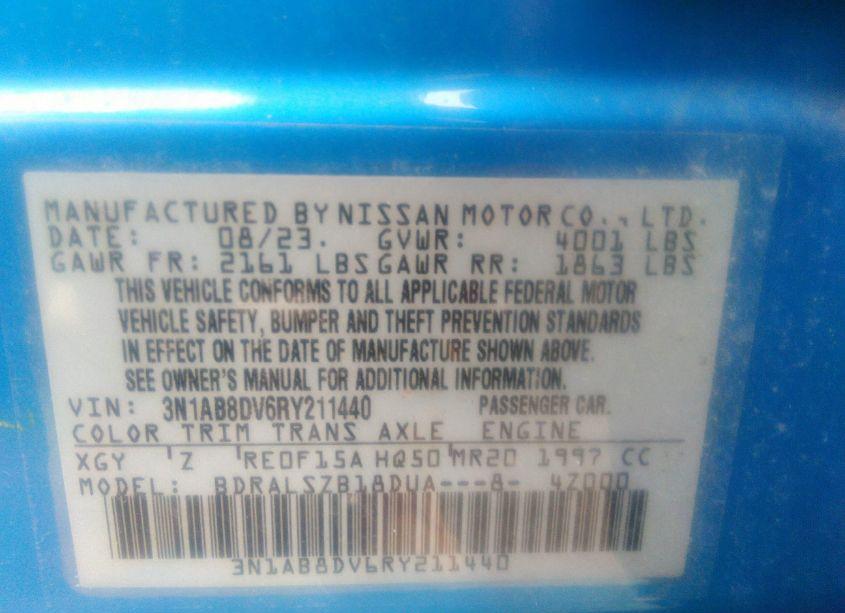 MANUFACTURED BY NISSAN MOTOR CO., LTD.
DATE: 08/23. GVWR: 4001 LBS
GAWR FR: 2161 LBS GAWR RR: 1863 LBS
THIS VEHICLE CONFORMS TO ALL APPLICABLE FEDERAL MOTOR
VEHICLE SAFETY, BUMPER AND THEFT PREVENTION STANDARDS
IN EFFECT ON THE DATE OF MANUFACTURE SHOWN ABOVE.
SEE OWNER'S MANUAL FOR ADDITIONAL INFORMATION.
VIN: 3N1AB8DV6RY211440 PASSENGER CAR.
COLOR TRIM TRANS AXLE ENGINE
XGY 'Z 'RE0F15A HQ50 'MR20 1997 CC
MODEL: BDRALSZB18DUA---8- 4Z000
3N1AB8DV6RY211440